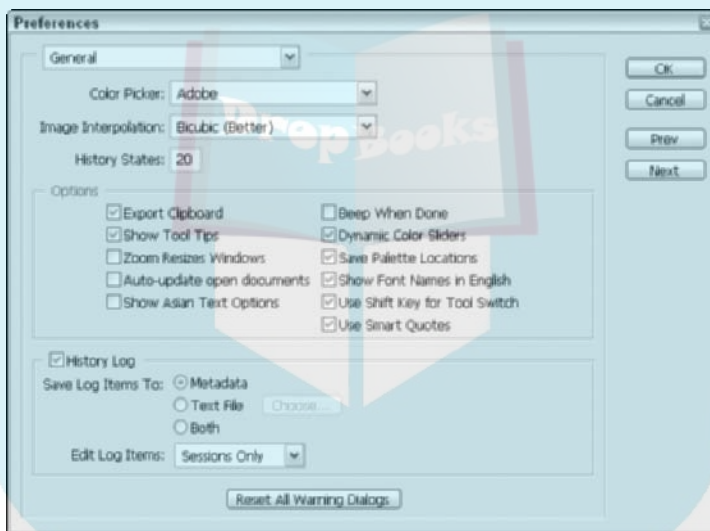 Preferences
General
OK
Color Picker: Adobe
Cancel
Image Interpolation: Bicubic (Better)
Drop Books
Prev
History States: 20
Next
Options
Export Clipboard
Beep When Done
Show Tool Tips
Dynamic Color Sliders
Zoom Resizes Windows
Save Palette Locations
Auto-update open documents
Show Font Names in English
Show Asian Text Options
Use Shift Key for Tool Switch
Use Smart Quotes
History Log
Save Log Items To:
Metadata
Text File
Choose...
Both
Edit Log Items: Sessions Only
Reset All Warning Dialogs